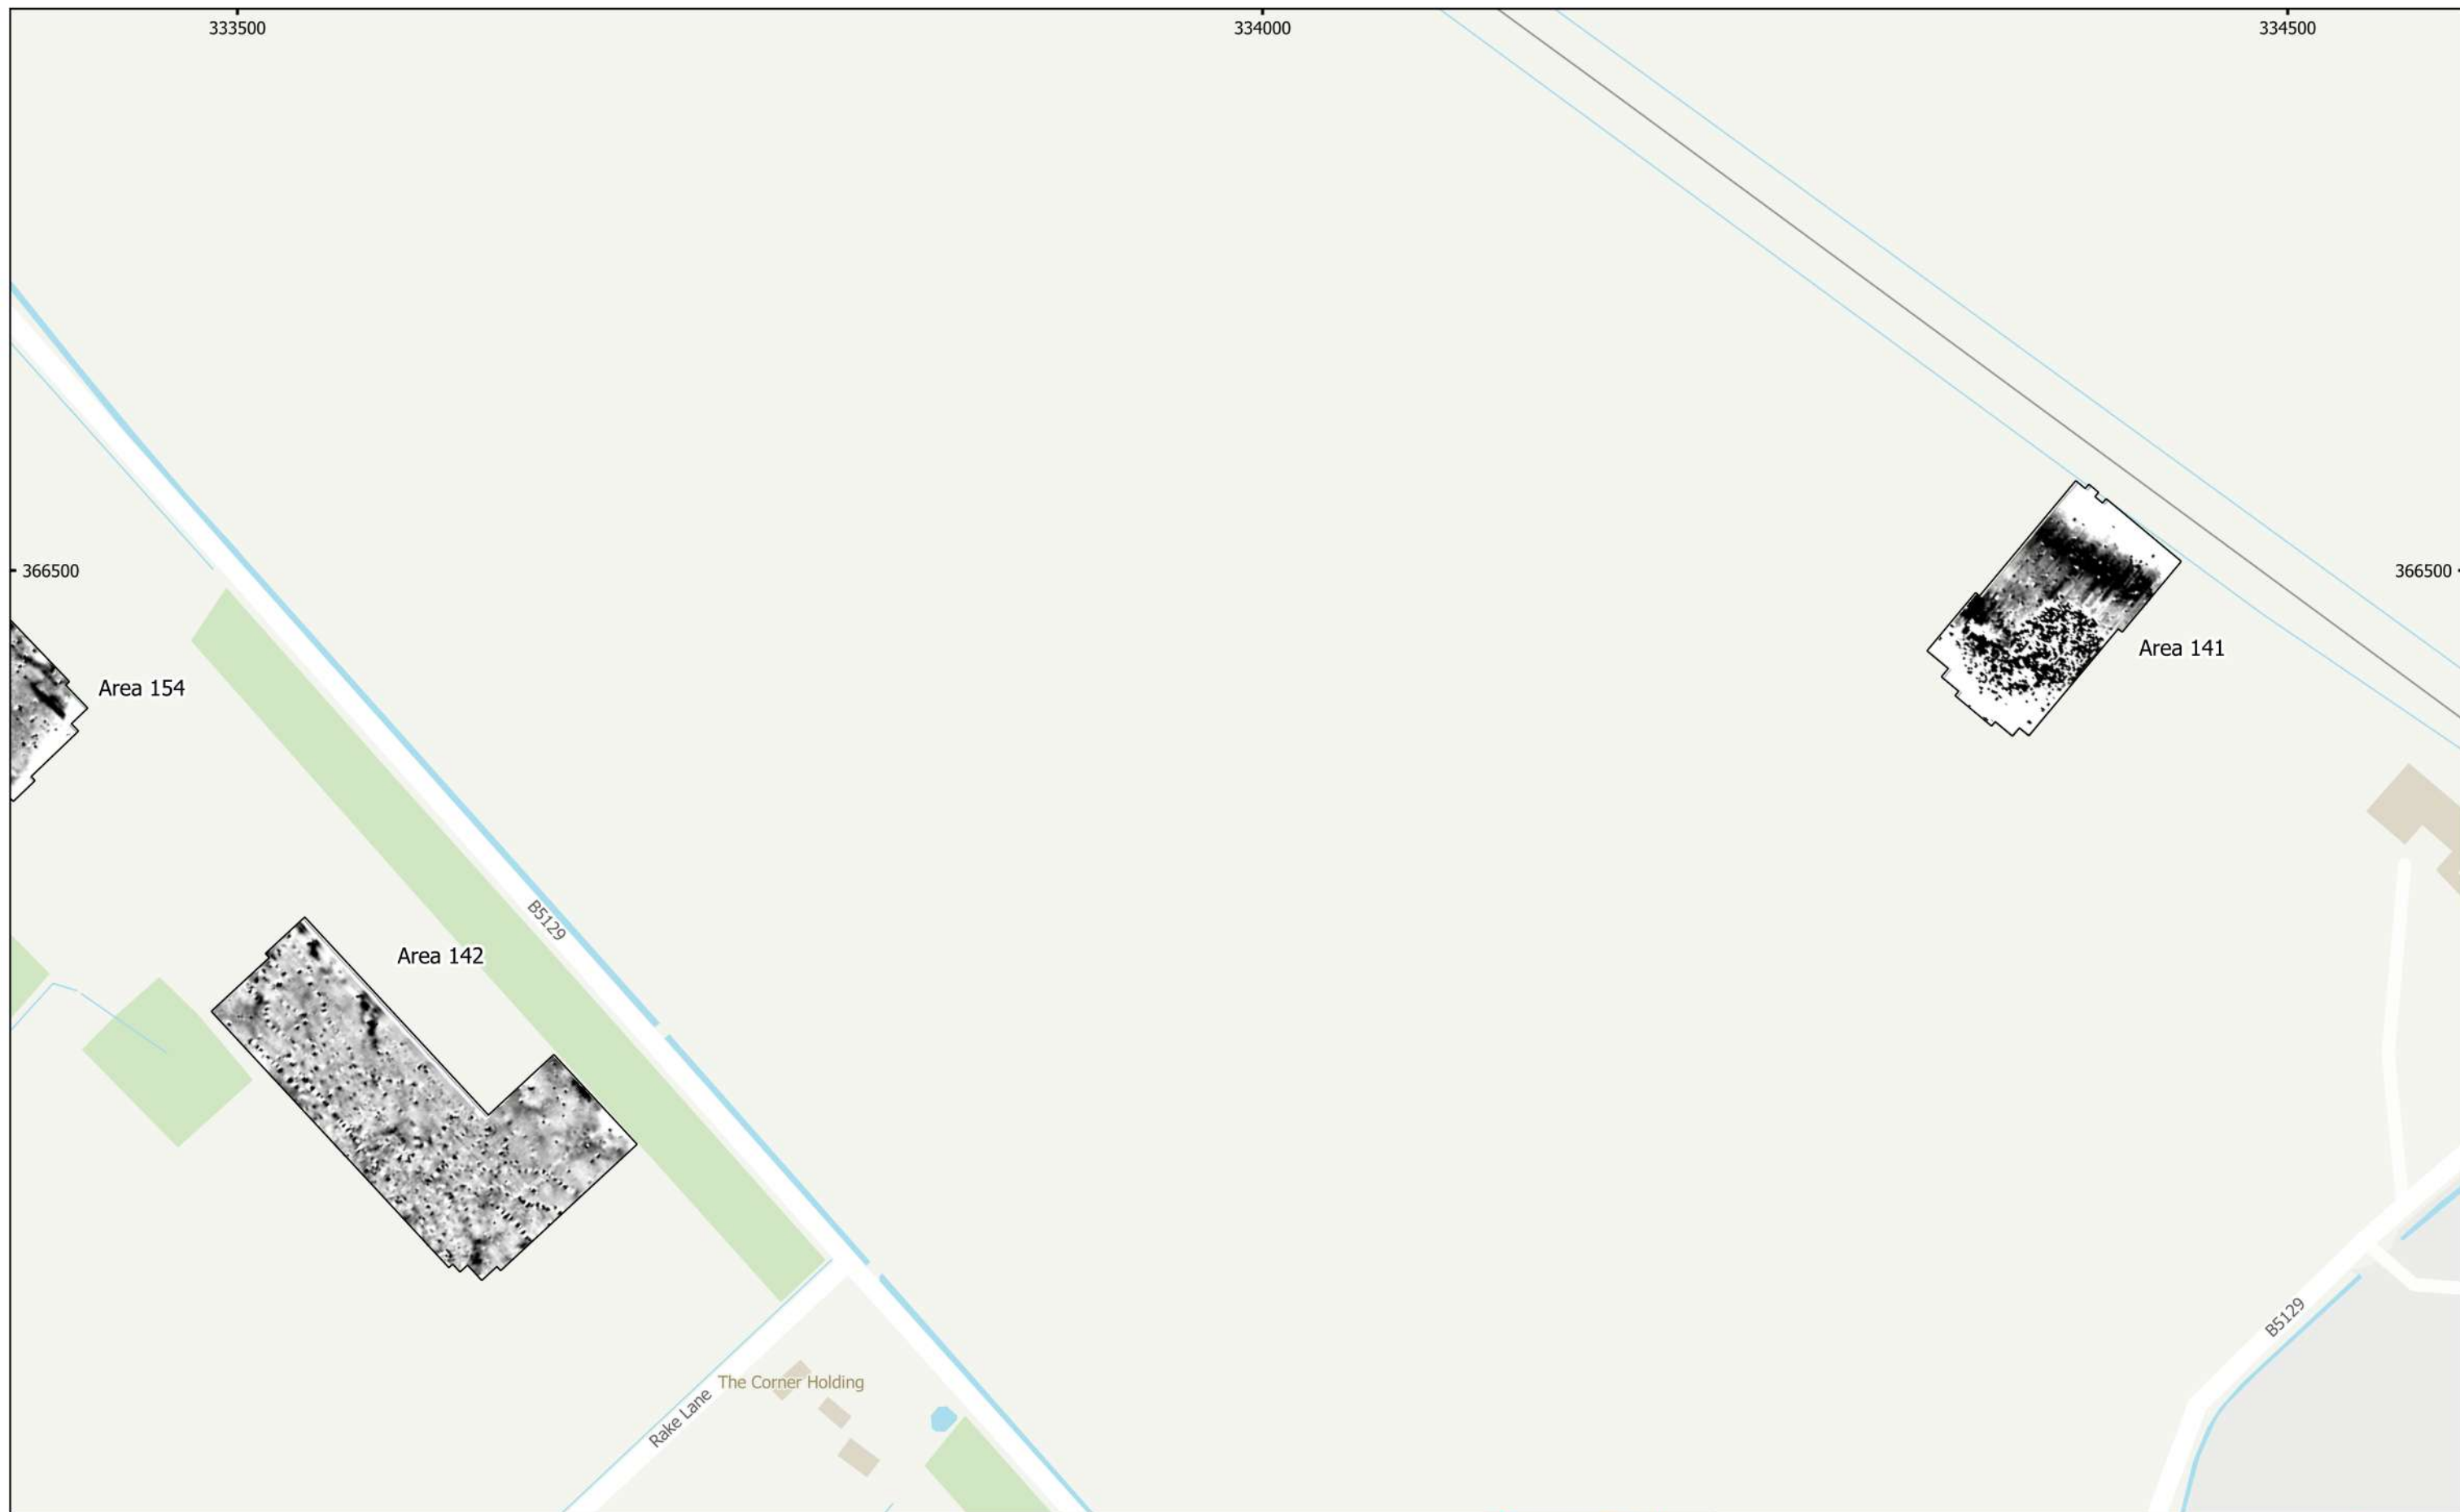 333500
334000
334500
366500
366500
Area 141
Area 154
B5129
Area 142
B5129
The Corner Holding
Rake Lane